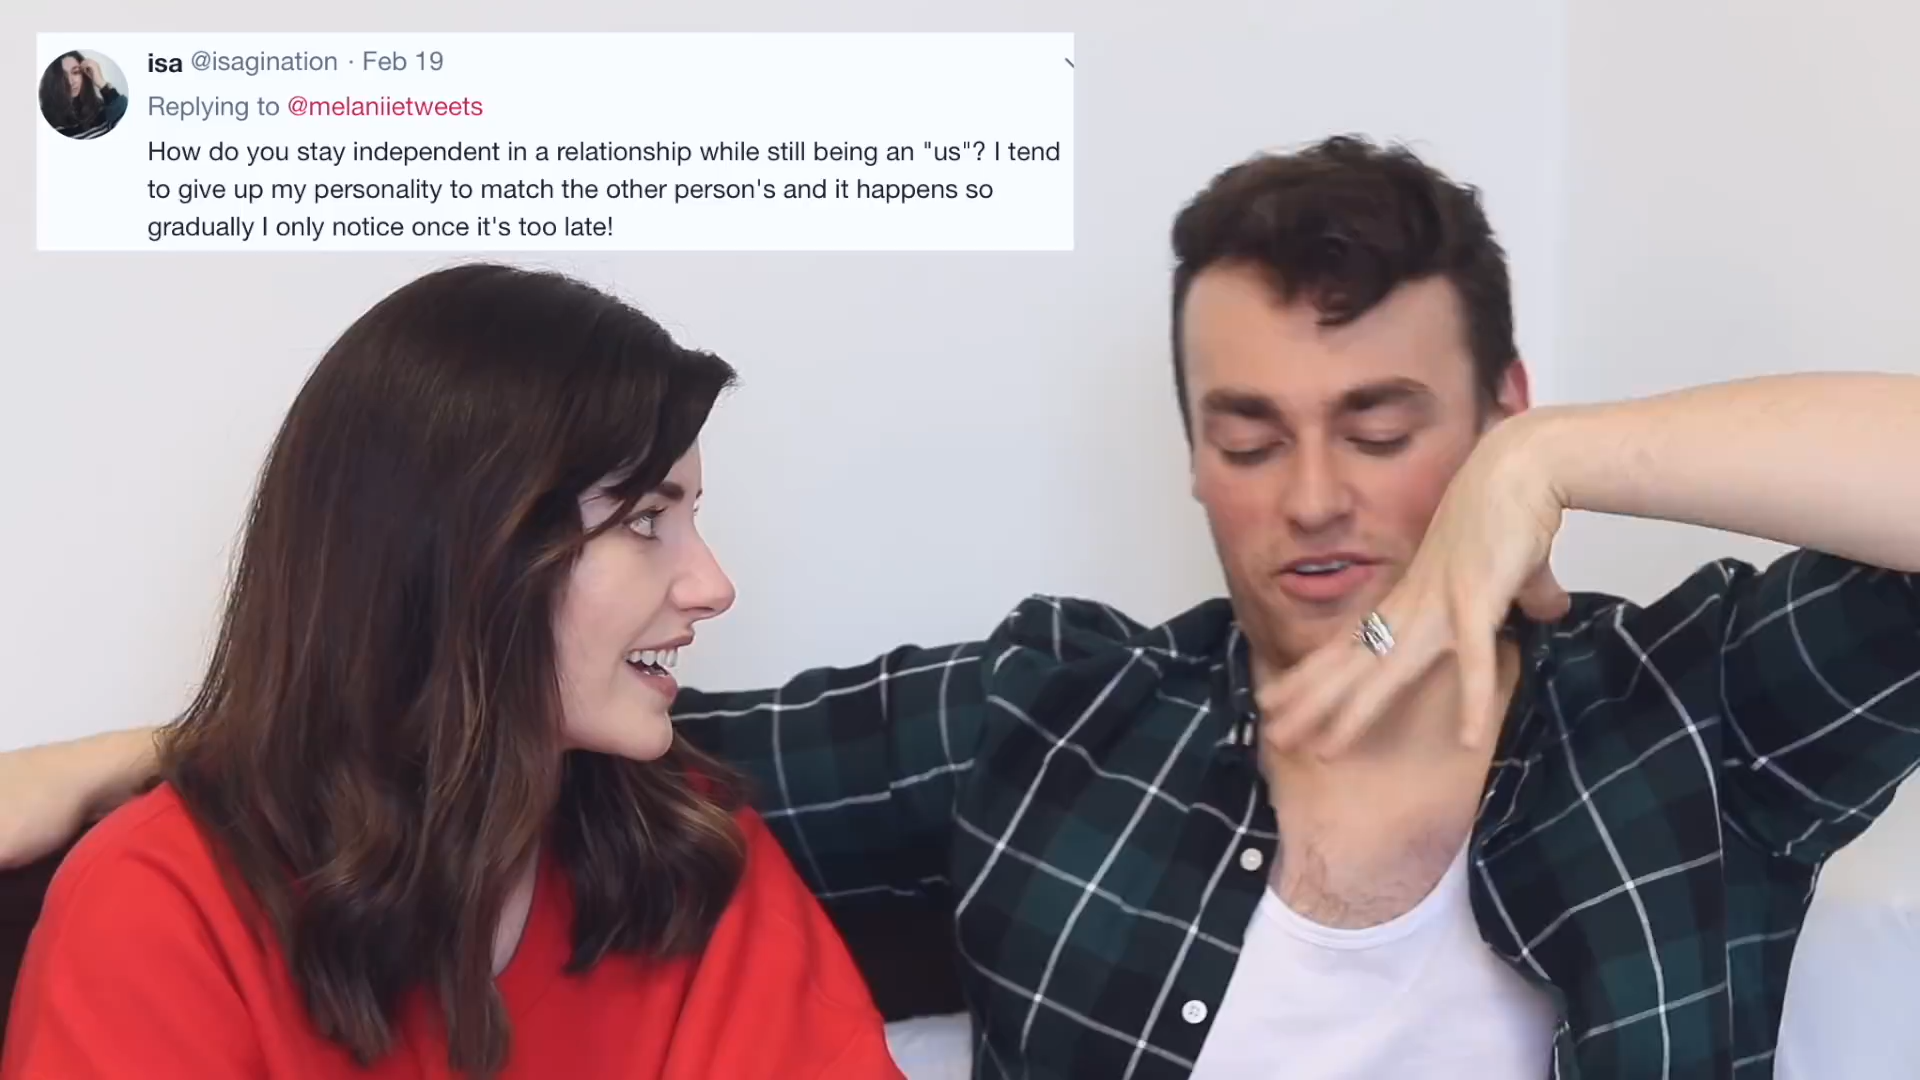 isa @isagination · Feb 19
Replying to @melaniietweets
How do you stay independent in a relationship while still being an "us"? I tend
to give up my personality to match the other person's and it happens so
gradually I only notice once it's too late!